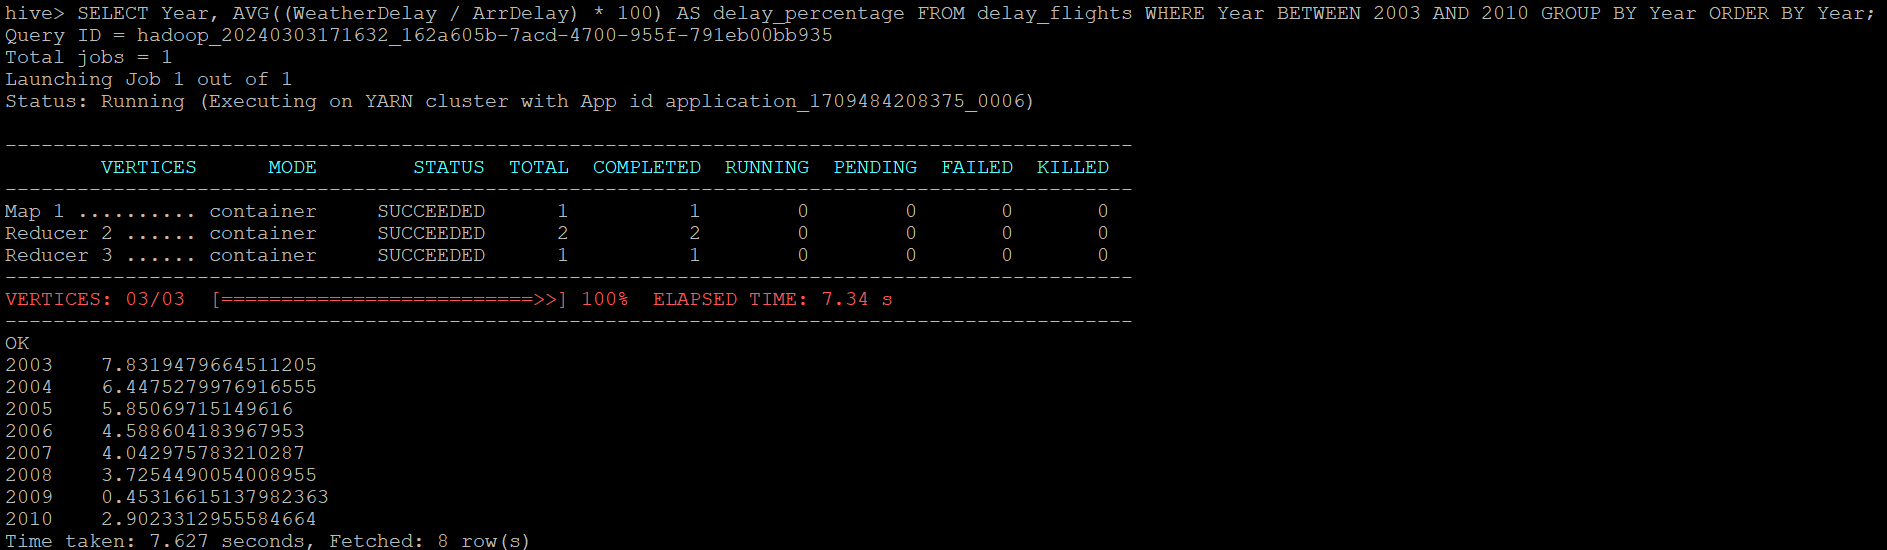 hive> SELECT Year, AVG((WeatherDelay / ArrDelay) * 100) AS delay_percentage FROM delay_flights WHERE Year BETWEEN 2003 AND 2010 GROUP BY Year ORDER BY Year;
Query ID = hadoop_20240303171632_162a605b-7acd-4700-955f-791eb00bb935
Total jobs = 1
Launching Job 1 out of 1
Status: Running (Executing on YARN cluster with App id application_1709484208375_0006)
----------------------------------------------------------------------------------------------
        VERTICES      MODE        STATUS  TOTAL  COMPLETED  RUNNING  PENDING  FAILED  KILLED
----------------------------------------------------------------------------------------------
Map 1 .......... container     SUCCEEDED      1          1        0        0       0       0
Reducer 2 ...... container     SUCCEEDED      2          2        0        0       0       0
Reducer 3 ...... container     SUCCEEDED      1          1        0        0       0       0
----------------------------------------------------------------------------------------------
VERTICES: 03/03  [==========================>>] 100%  ELAPSED TIME: 7.34 s
----------------------------------------------------------------------------------------------
OK
2003    7.8319479664511205
2004    6.4475279976916555
2005    5.85069715149616
2006    4.588604183967953
2007    4.042975783210287
2008    3.7254490054008955
2009    0.45316615137982363
2010    2.9023312955584664
Time taken: 7.627 seconds, Fetched: 8 row(s)